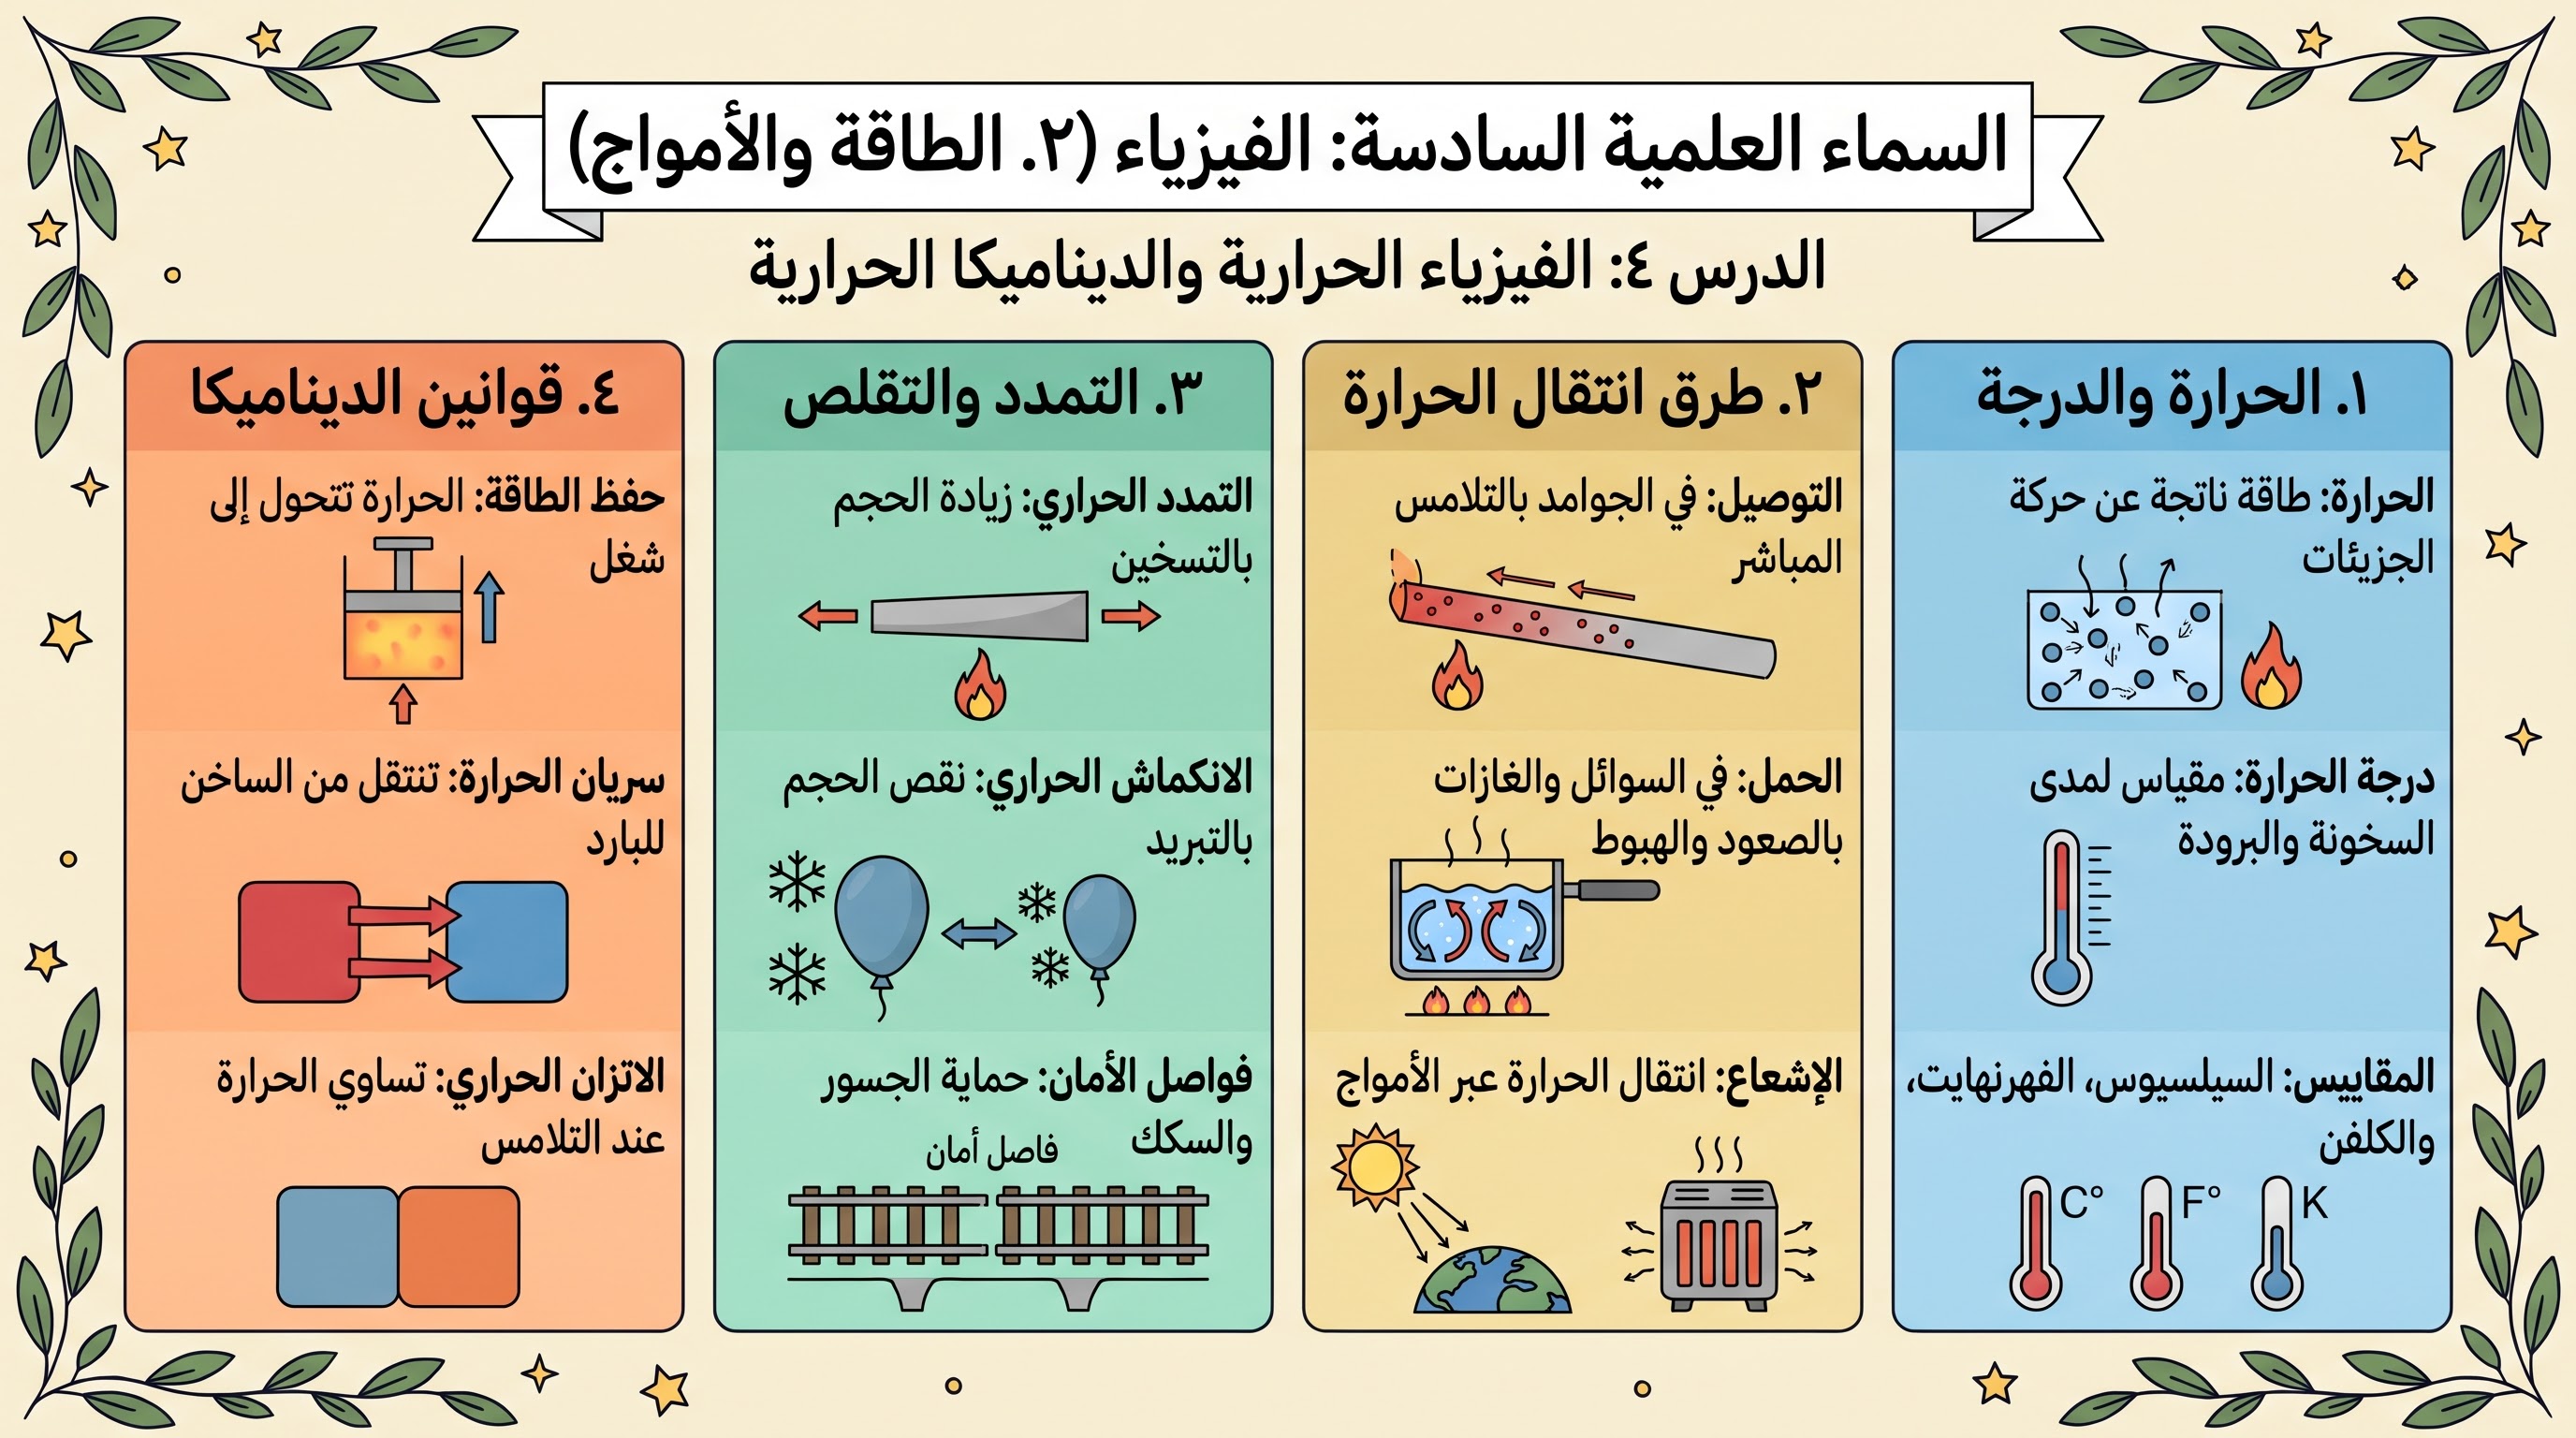 السماء العلمية السادسة: الفيزياء (٢. الطاقة والأمواج)
الدرس ٤: الفيزياء الحرارية والديناميكا الحرارية
١. الحرارة والدرجة
الحرارة: طاقة ناتجة عن حركة
الجزيئات
درجة الحرارة: مقياس لمدى
السخونة والبرودة
المقاييس: السيلسيوس، الفهرنهايت،
والكلفن
C° F° K
٢. طرق انتقال الحرارة
التوصيل: في الجوامد بالتلامس
المباشر
الحمل: في السوائل والغازات
بالصعود والهبوط
الإشعاع: انتقال الحرارة عبر الأمواج
٣. التمدد والتقلص
التمدد الحراري: زيادة الحجم
بالتسخين
الانكماش الحراري: نقص الحجم
بالتبريد
فواصل الأمان: حماية الجسور
والسكك
فاصل أمان
٤. قوانين الديناميكا
حفظ الطاقة: الحرارة تتحول إلى
شغل
سريان الحرارة: تنتقل من الساخن
للبارد
الاتزان الحراري: تساوي الحرارة
عند التلامس